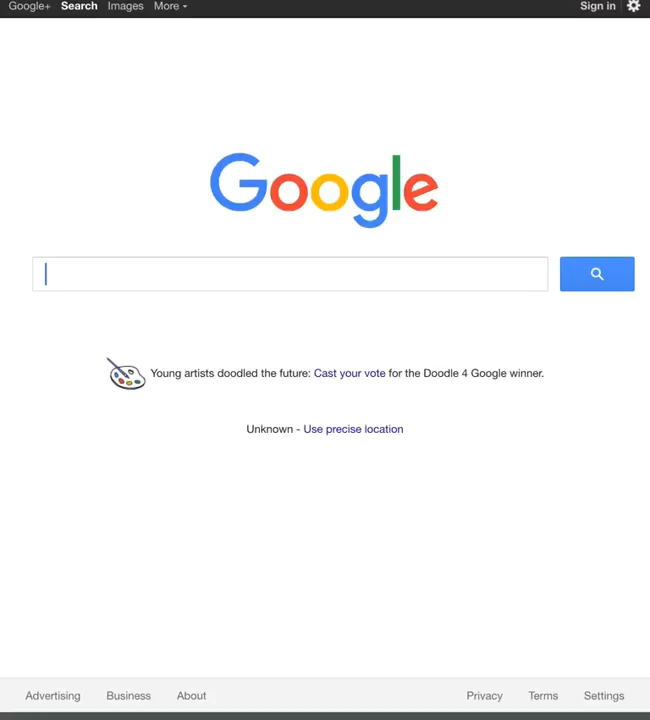 Google+ Search Images More Sign in
Google
Young artists doodled the future: Cast your vote for the Doodle 4 Google winner.
Unknown - Use precise location
Advertising Business About Privacy Terms Settings